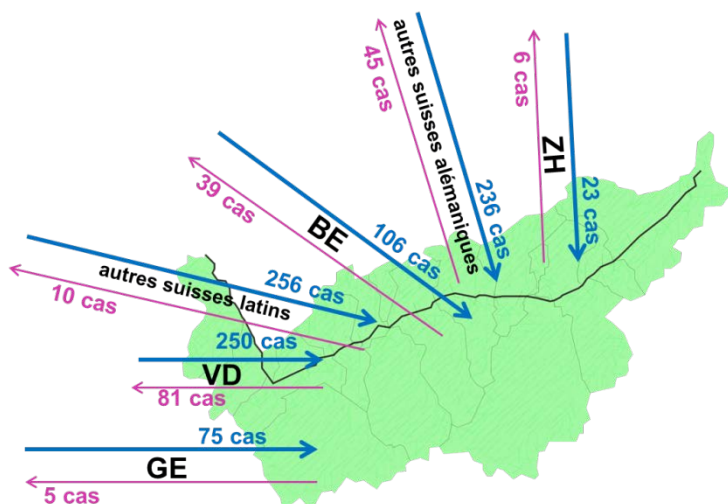 45 cas
autres suisses alémaniques
236 cas
6 cas
ZH
23 cas
39 cas
BE
106 cas
autres suisses latins
256 cas
10 cas
250 cas
VD
81 cas
75 cas
GE
5 cas